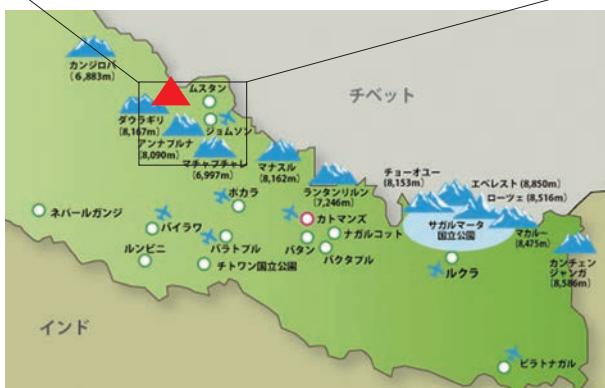 カンジロバ
(6,883m)
ムスタン
チベット
ダウラギリ
(8,167m)
ジョムソン
アンナプルナ
(8,090m)
マチャプチャレ
(6,997m)
マナスル
(8,162m)
ランタンリルン
(7,246m)
チョーオユー
(8,153m)
エベレスト (8,850m)
ローツェ (8,516m)
サガルマータ
国立公園
マカルー
(8,475m)
カンチェン
ジャンガ
(8,586m)
ネパールガンジ
ポカラ
バイラワ
カトマンズ
ナガルコット
ルンビニ
バラトプル
パタン
バクタプル
チトワン国立公園
ルクラ
インド
ビラトナガル